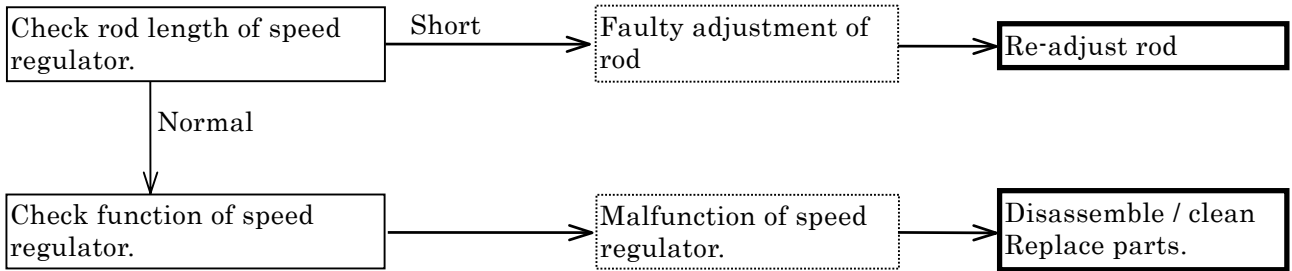 Check rod length of speed
regulator.
Short
Faulty adjustment of
rod
Re-adjust rod
Normal
Check function of speed
regulator.
Malfunction of speed
regulator.
Disassemble / clean
Replace parts.